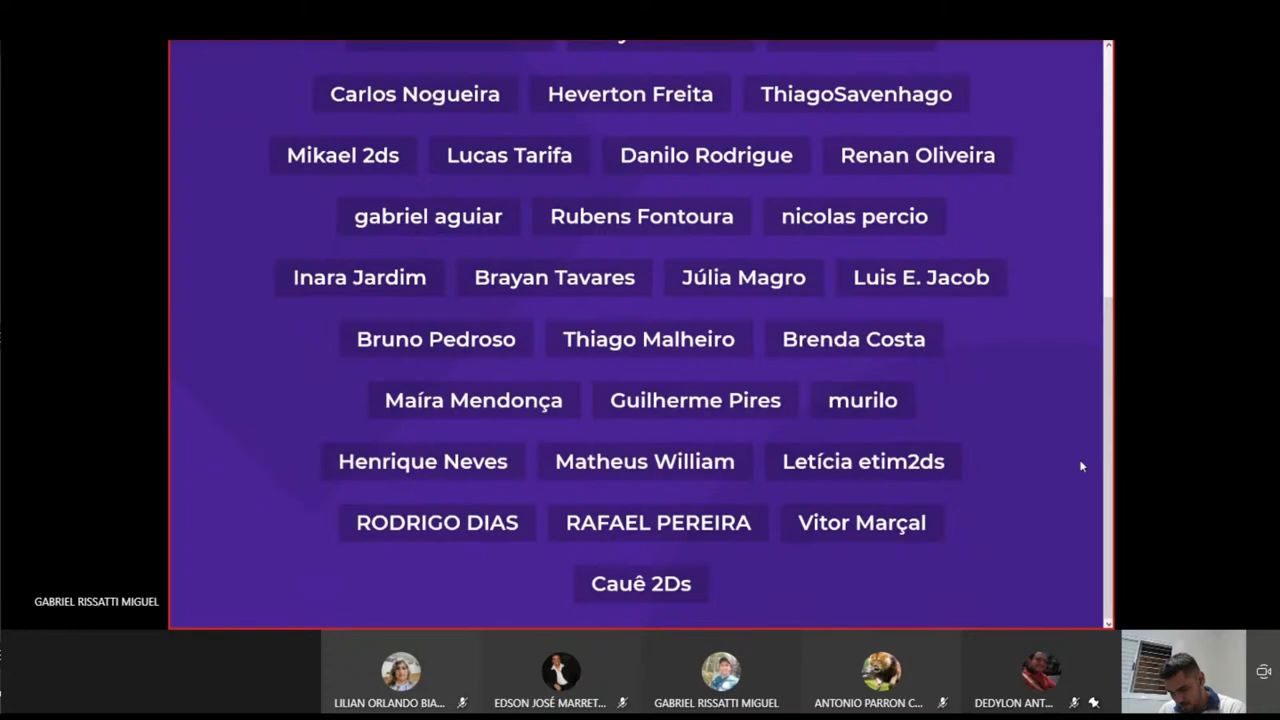 Carlos Nogueira Heverton Freita ThiagoSavenhago
Mikael 2ds Lucas Tarifa Danilo Rodrigue Renan Oliveira
gabriel aguiar Rubens Fontoura nicolas percio
Inara Jardim Brayan Tavares Júlia Magro Luis E. Jacob
Bruno Pedroso Thiago Malheiro Brenda Costa
Maíra Mendonça Guilherme Pires murilo
Henrique Neves Matheus William Letícia etim2ds
RODRIGO DIAS RAFAEL PEREIRA Vitor Marçal
Cauê 2Ds
GABRIEL RISSATTI MIGUEL
LILIAN ORLANDO BIA... EDSON JOSÉ MARRET... GABRIEL RISSATTI MIGUEL ANTONIO PARRON C... DEDYLON ANT...